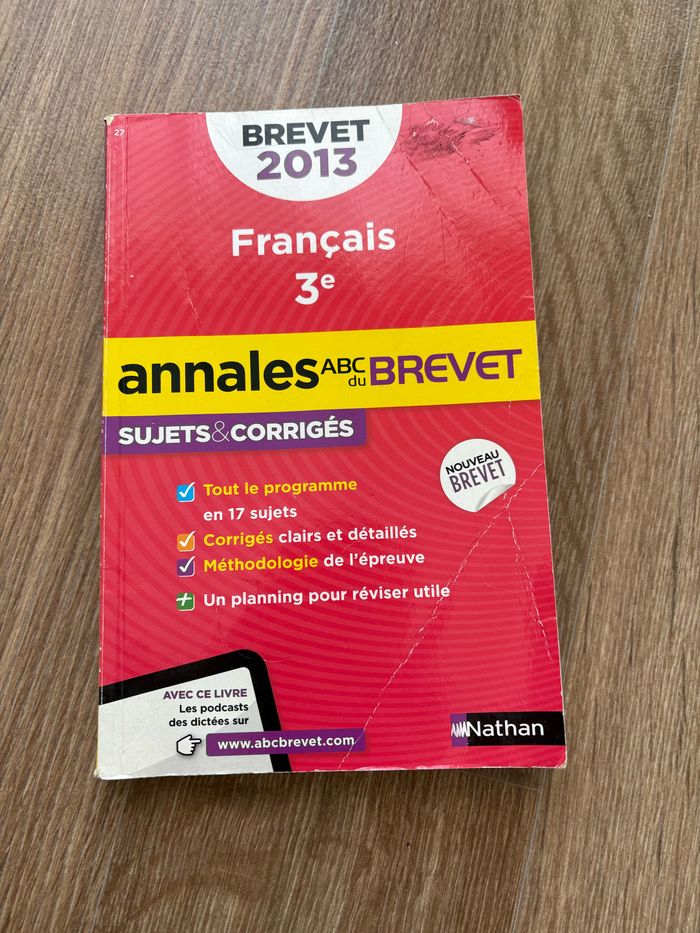 27
BREVET
2013
Français
3e
annales ABC du BREVET
SUJETS&CORRIGÉS
NOUVEAU
BREVET
Tout le programme
en 17 sujets
Corrigés clairs et détaillés
Méthodologie de l'épreuve
Un planning pour réviser utile
AVEC CE LIVRE
Les podcasts
des dictées sur
www.abcbrevet.com
Nathan